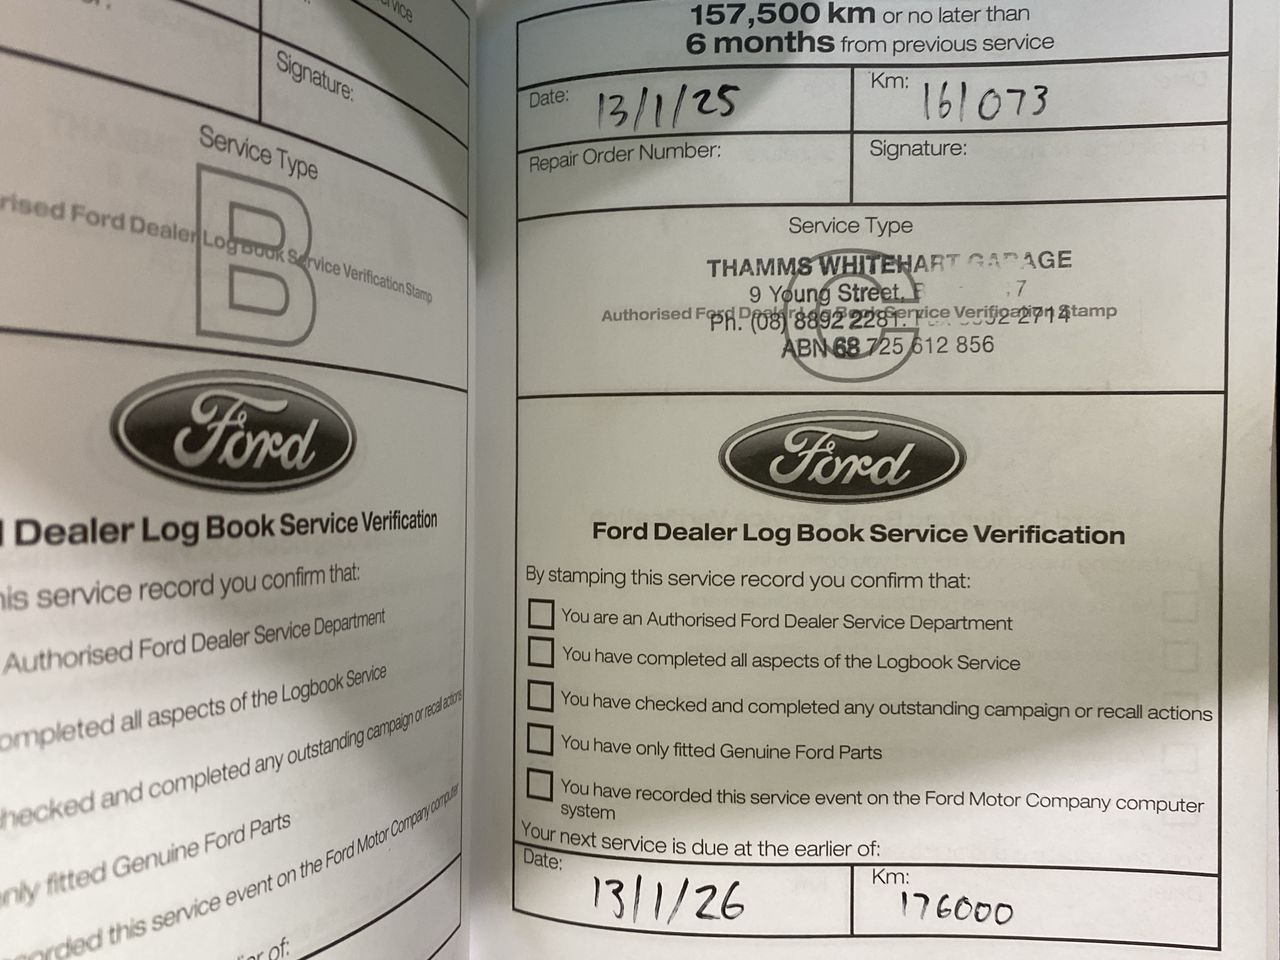 Signature:
Service Type
B
rised Ford Dealer Log Book Service Verification Stamp
Ford
Dealer Log Book Service Verification
his service record you confirm that:
Authorised Ford Dealer Service Department
ompleted all aspects of the Logbook Service
hecked and completed any outstanding campaign or recall actions
only fitted Genuine Ford Parts
ecorded this service event on the Ford Motor Company computer
ier of:
157,500 km or no later than
6 months from previous service
Date: 13/1/25
Km: 161073
Repair Order Number:
Signature:
Service Type
C
THAMMS WHITEHART GARAGE
9 Young Street,
Authorised Ford Dealer Log Book Service Verification Stamp
Ph. (08) 8892 2281. 2714
ABN 68 725 612 856
Ford
Ford Dealer Log Book Service Verification
By stamping this service record you confirm that:
You are an Authorised Ford Dealer Service Department
You have completed all aspects of the Logbook Service
You have checked and completed any outstanding campaign or recall actions
You have only fitted Genuine Ford Parts
You have recorded this service event on the Ford Motor Company computer
system
Your next service is due at the earlier of:
Date: 13/1/26
Km: 176000